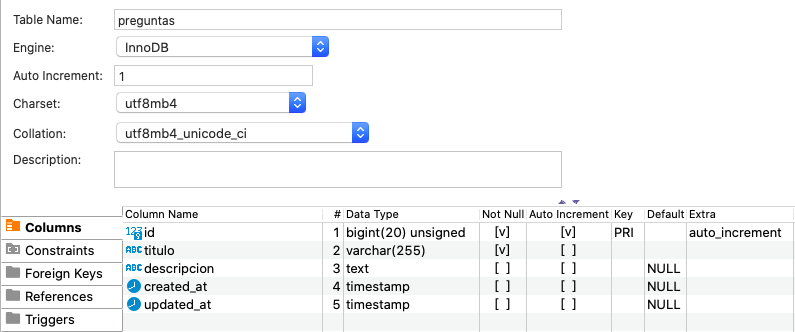 Table Name: preguntas
Engine: InnoDB
Auto Increment: 1
Charset: utf8mb4
Collation: utf8mb4_unicode_ci
Description:
Columns
Constraints
Foreign Keys
References
Triggers
Column Name # Data Type Not Null Auto Increment Key Default Extra
123 id 1 bigint(20) unsigned [v] [v] PRI auto_increment
ABC titulo 2 varchar(255) [v] [ ]
ABC descripcion 3 text [ ] [ ] NULL
created_at 4 timestamp [ ] [ ] NULL
updated_at 5 timestamp [ ] [ ] NULL